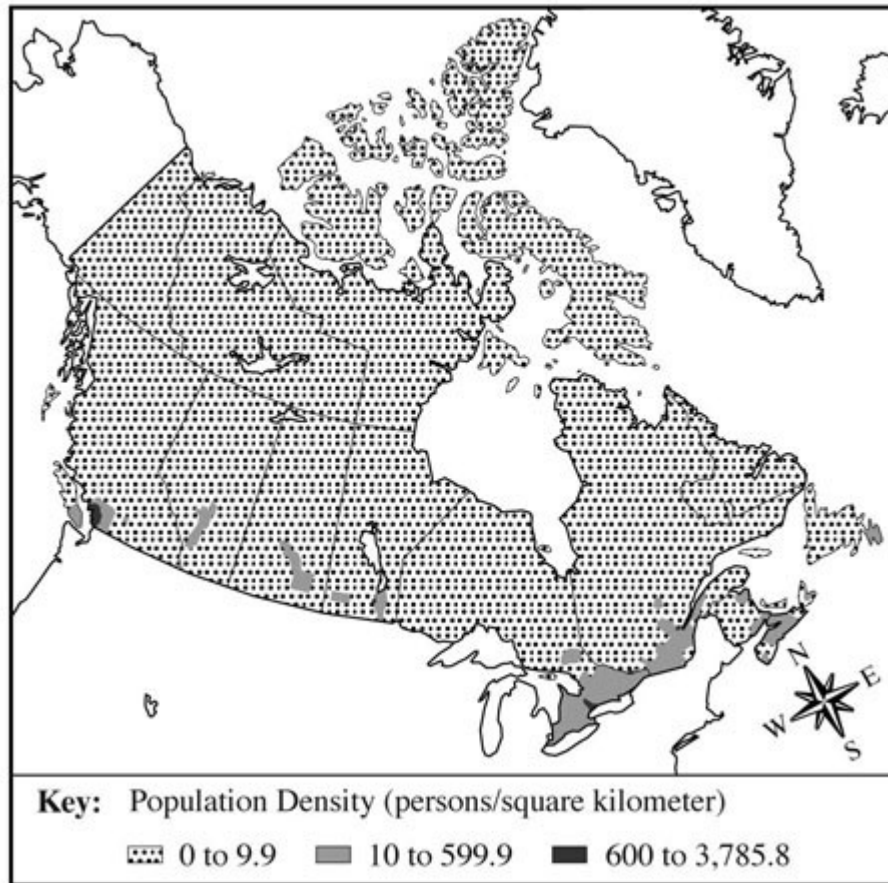 N
E
W
S
Key: Population Density (persons/square kilometer)
0 to 9.9 10 to 599.9 600 to 3,785.8